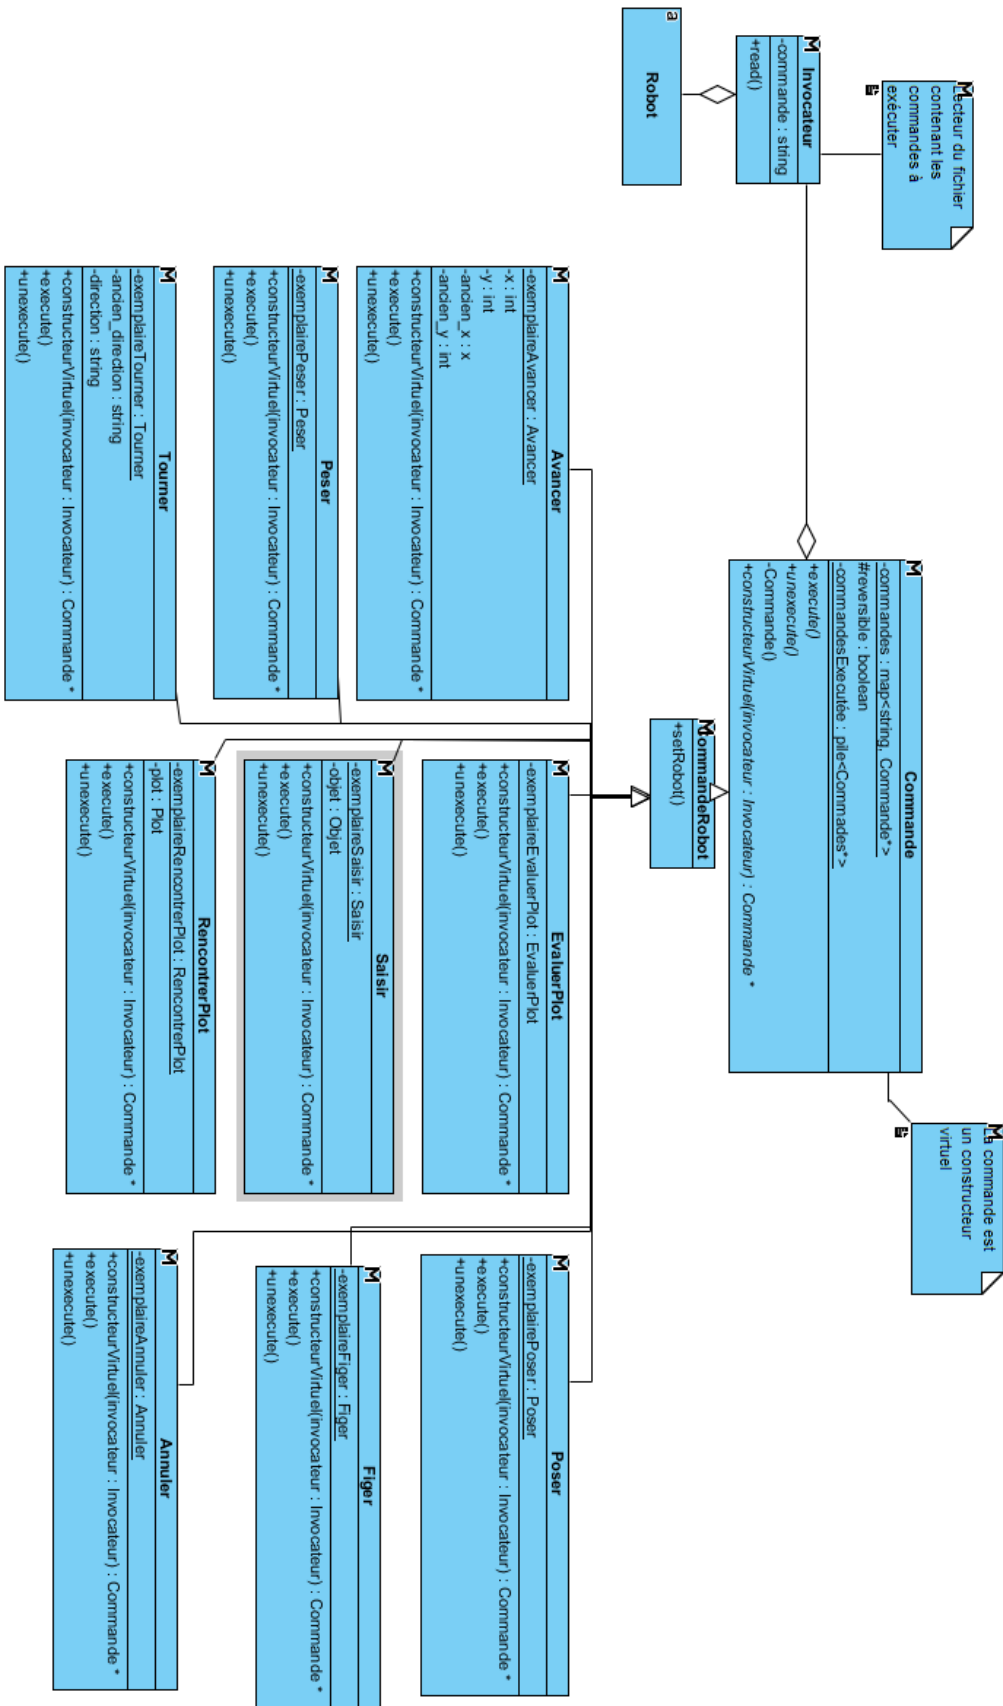 Lecteur du fichier
contenant les
commandes à
exécuter
La commande est
un constructeur
virtuel
Invocateur
-commande : string
+read()
Commande
-commandes : map<string, Commande*>
#reversible : boolean
-commandesExecutée : pile<Commades*>
+execute()
+unexecute()
-Commande()
+constructeurVirtuel(invocateur : Invocateur) : Commande *
Robot
CommandeRobot
+setRobot()
Avancer
-exemplaireAvancer : Avancer
-x : int
-y : int
-ancien_x : x
-ancien_y : int
+constructeurVirtuel(invocateur : Invocateur) : Commande *
+execute()
+unexecute()
EvaluerPlot
-exemplaireEvaluerPlot : EvaluerPlot
+constructeurVirtuel(invocateur : Invocateur) : Commande *
+execute()
+unexecute()
Poser
-exemplairePoser : Poser
+constructeurVirtuel(invocateur : Invocateur) : Commande *
+execute()
+unexecute()
Peser
-exemplairePeser : Peser
+constructeurVirtuel(invocateur : Invocateur) : Commande *
+execute()
+unexecute()
Saisir
-exemplaireSaisir : Saisir
-objet : Objet
+constructeurVirtuel(invocateur : Invocateur) : Commande *
+execute()
+unexecute()
Figer
-exemplaireFiger : Figer
+constructeurVirtuel(invocateur : Invocateur) : Commande *
+execute()
+unexecute()
Tourner
-exemplaireTourner : Tourner
-ancien_direction : string
-direction : string
+constructeurVirtuel(invocateur : Invocateur) : Commande *
+execute()
+unexecute()
RencontrerPlot
-exemplaireRencontrerPlot : RencontrerPlot
-plot : Plot
+constructeurVirtuel(invocateur : Invocateur) : Commande *
+execute()
+unexecute()
Annuler
-exemplaireAnnuler : Annuler
+constructeurVirtuel(invocateur : Invocateur) : Commande *
+execute()
+unexecute()